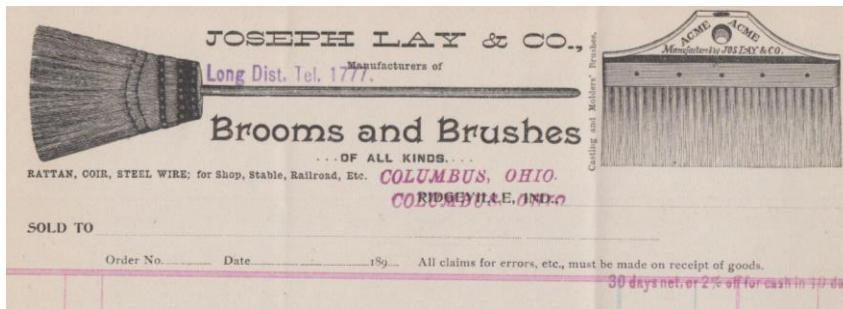 JOSEPH LAY & CO.,
Manufacturers of
Long Dist. Tel. 1777.
Brooms and Brushes
...OF ALL KINDS....
RATTAN, COIR, STEEL WIRE; for Shop, Stable, Railroad, Etc.
COLUMBUS, OHIO.
RIDGEVILLE, IND.,
COLUMBUS, OHIO
ACME ACME
Manufactured by JOS. LAY & CO.
Casting and Molders' Brushes.
SOLD TO
Order No. Date 189 All claims for errors, etc., must be made on receipt of goods.
30 days net, or 2% off for cash in 10 da